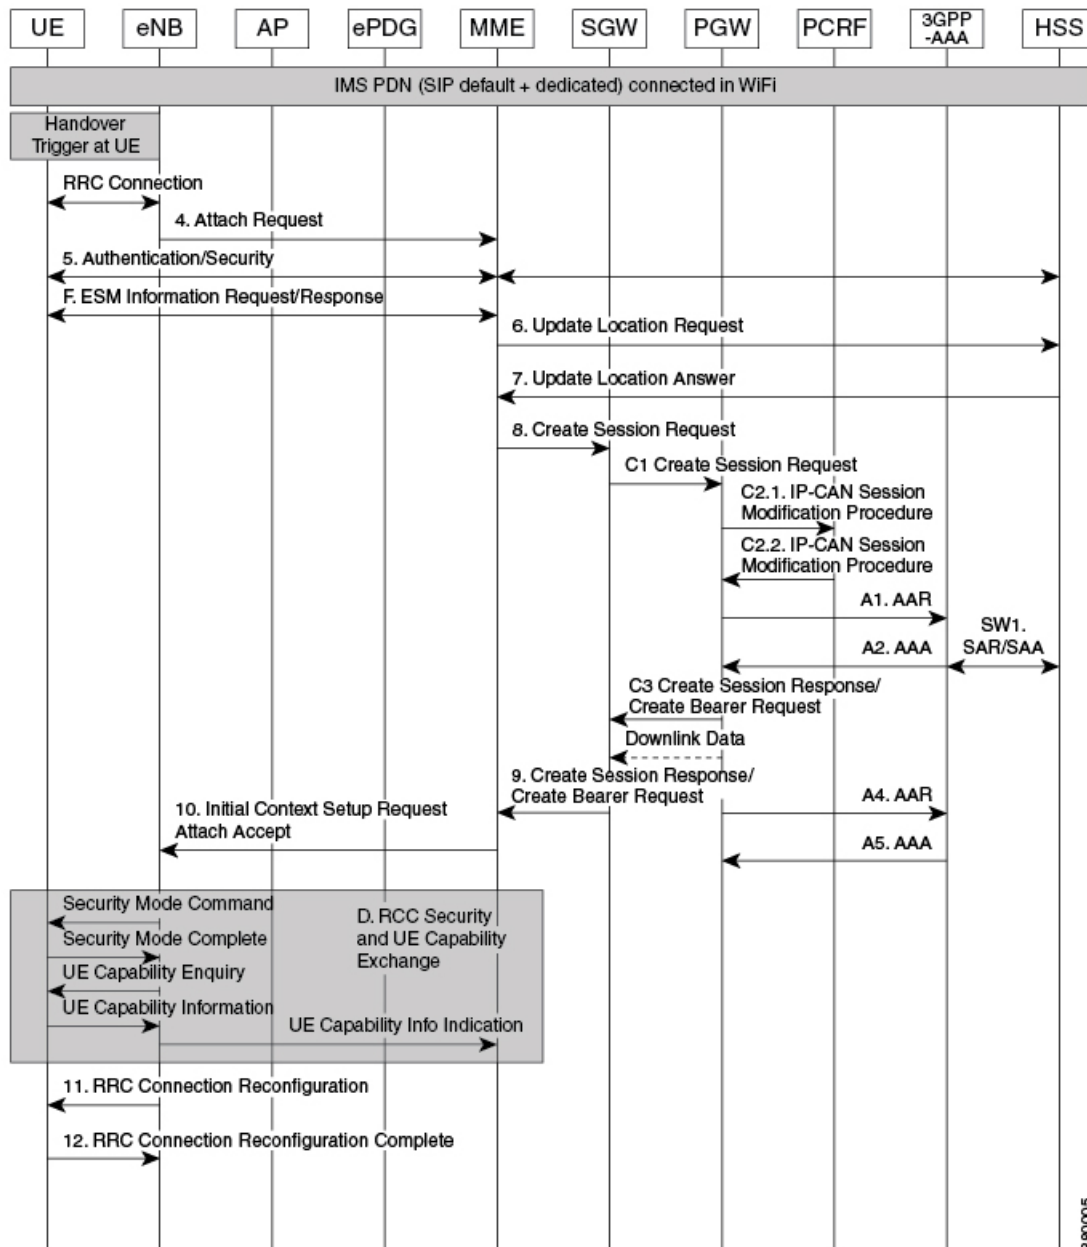 UE eNB AP ePDG MME SGW PGW PCRF 3GPP HSS
-AAA
IMS PDN (SIP default + dedicated) connected in WiFi
Handover
Trigger at UE
RRC Connection
4. Attach Request
5. Authentication/Security
F. ESM Information Request/Response
6. Update Location Request
7. Update Location Answer
8. Create Session Request
C1 Create Session Request
C2.1. IP-CAN Session
Modification Procedure
C2.2. IP-CAN Session
Modification Procedure
A1. AAR
SW1.
A2. AAA SAR/SAA
C3 Create Session Response/
Create Bearer Request
Downlink Data
9. Create Session Response/
Create Bearer Request
A4. AAR
10. Initial Context Setup Request
Attach Accept
A5. AAA
Security Mode Command
D. RCC Security
and UE Capability
Exchange
Security Mode Complete
UE Capability Enquiry
UE Capability Information
UE Capability Info Indication
11. RRC Connection Reconfiguration
12. RRC Connection Reconfiguration Complete